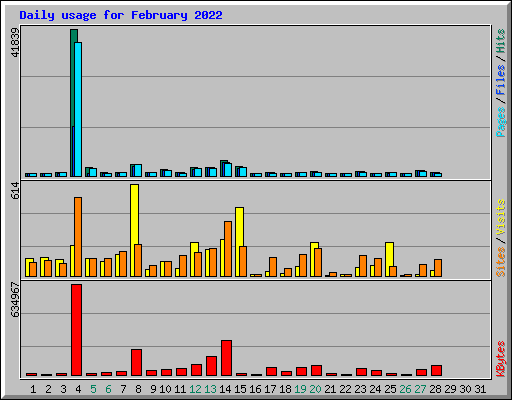 Daily usage for February 2022
41839
Pages / Files / Hits
614
Sites / Visits
634967
KBytes
1 2 3 4 5 6 7 8 9 10 11 12 13 14 15 16 17 18 19 20 21 22 23 24 25 26 27 28 29 30 31